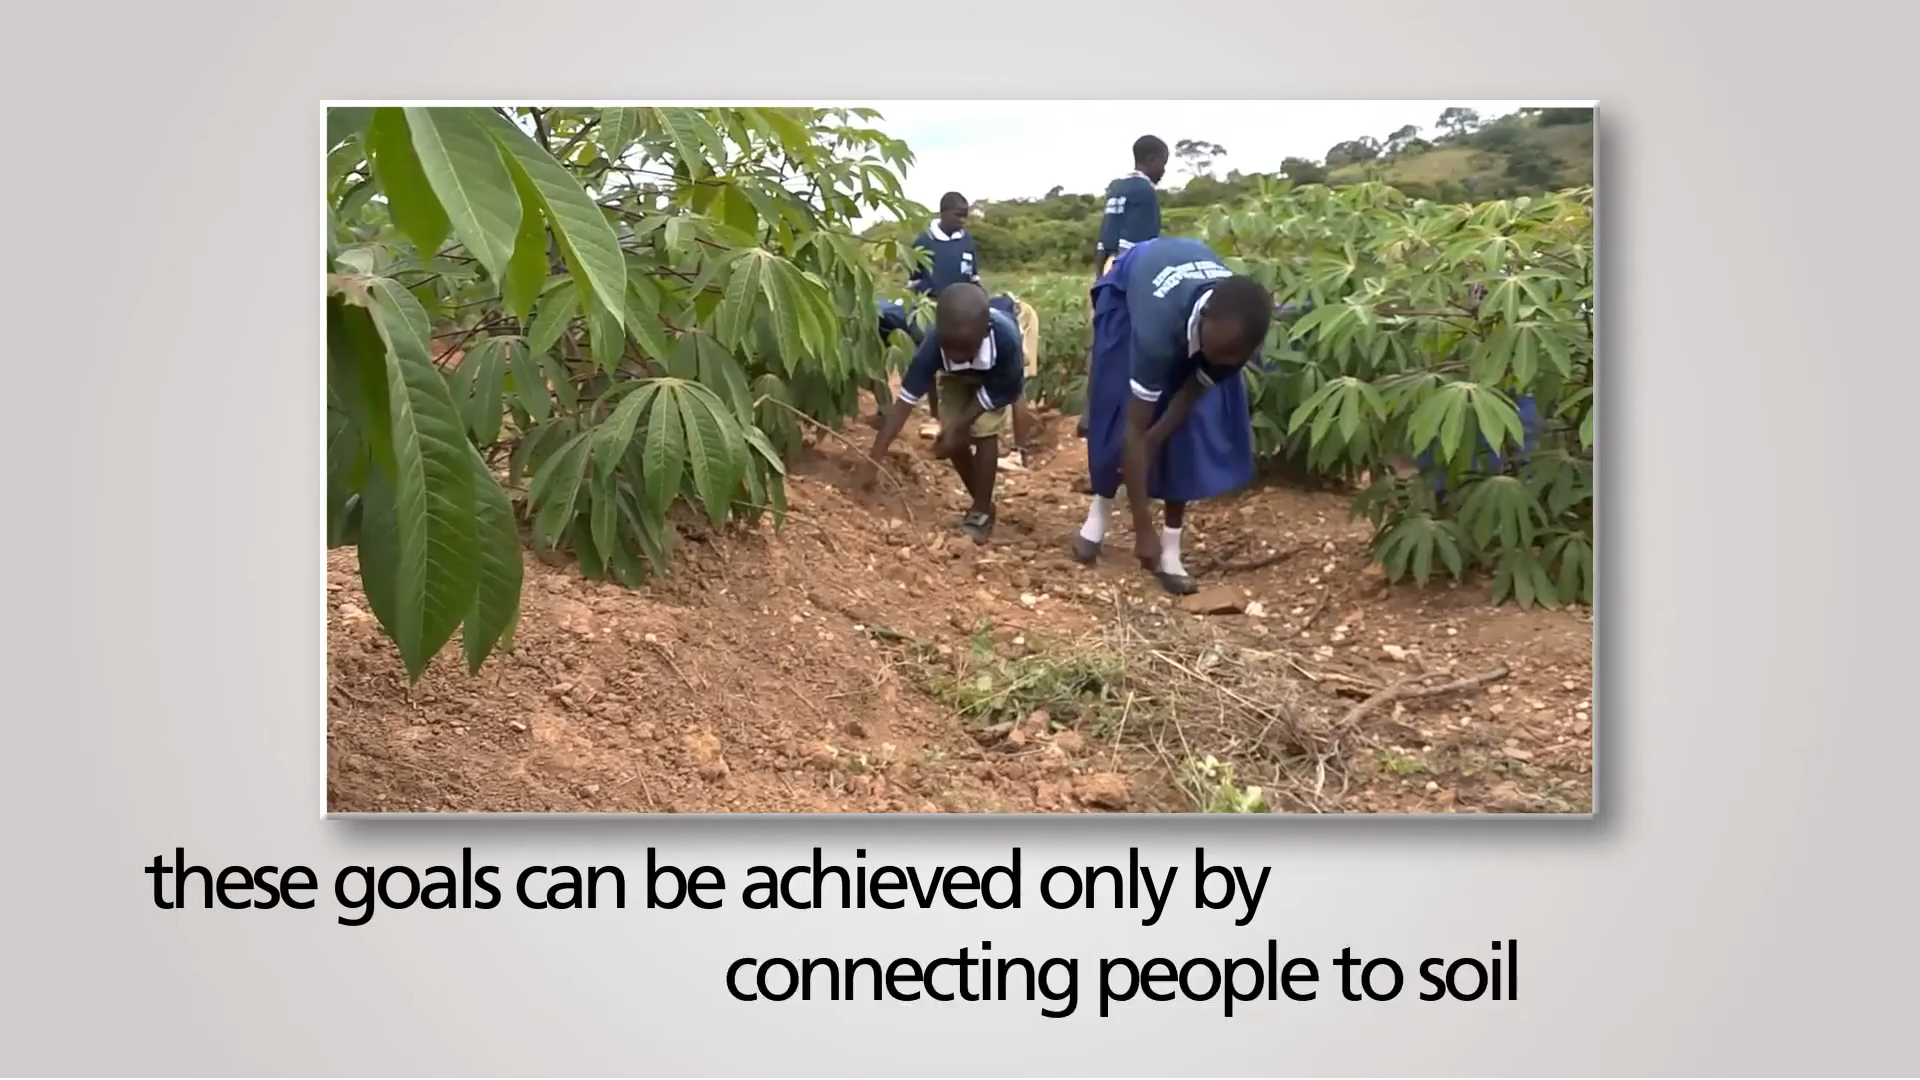 these goals can be achieved only by
connecting people to soil